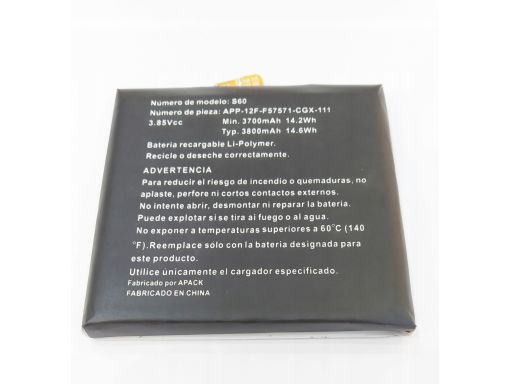 Número de modelo: S60
Número de pieza: APP-12F-F57571-CGX-111
3.85Vcc Min. 3700mAh 14.2Wh
Typ. 3800mAh 14.6Wh
Bateria recargable Li-Polymer.
Recicle o deseche correctamente.
ADVERTENCIA
Para reducir el riesgo de incendio o quemaduras, no
aplaste, perfore ni cortos contactos externos.
No intente abrir, desmontar ni reparar la batería.
Puede explotar si se tira al fuego o al agua.
No exponer a temperaturas superiores a 60°C (140
°F).Reemplace sólo con la bateria designada para
este producto.
Utilice únicamente el cargador especificado.
Fabricado por APACK
FABRICADO EN CHINA